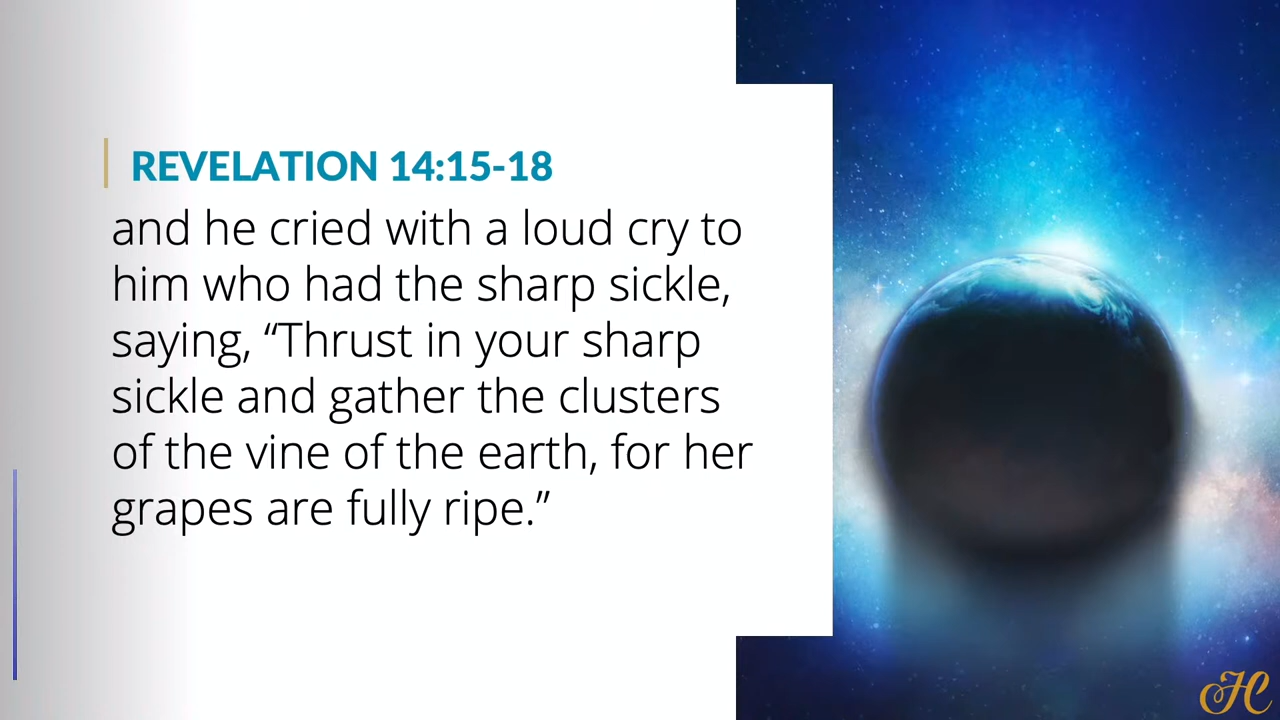 REVELATION 14:15-18
and he cried with a loud cry to
him who had the sharp sickle,
saying, “Thrust in your sharp
sickle and gather the clusters
of the vine of the earth, for her
grapes are fully ripe.”
HC